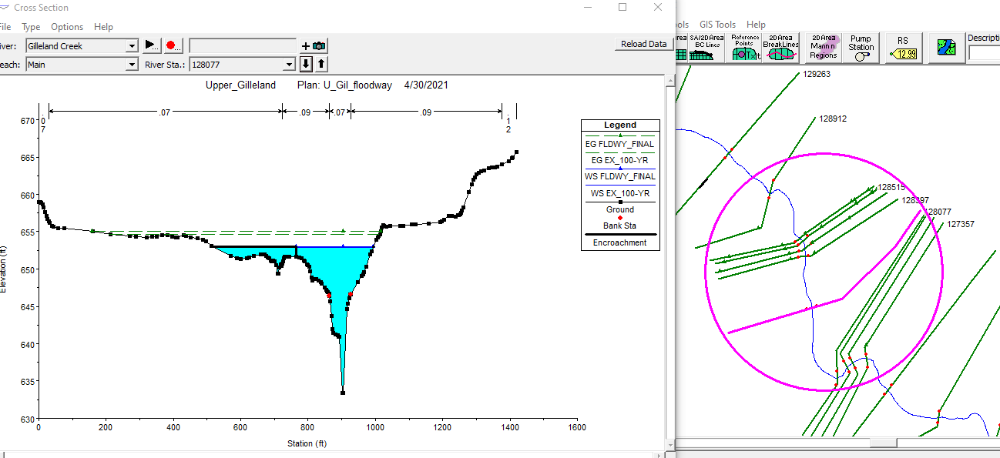 Cross Section
File Type Options Help
River: Gilleland Creek
Reload Data
Reach: Main River Sta.: 128077
Upper_Gilleland Plan: U_Gil_floodway 4/30/2021
.07 .09 .07 .09
.
0
7
.
1
2
670
665
660
655
650
645
640
635
630
Elevation (ft)
0 200 400 600 800 1000 1200 1400 1600
Station (ft)
Legend
EG FLDWY_FINAL
EG EX_100-YR
WS FLDWY_FINAL
WS EX_100-YR
Ground
Bank Sta
Encroachment
ools GIS Tools Help
Area
SA/2D Area
BC Lines
Reference
Points
2D Area
BreakLines
2D Area
Mann n
Regions
Pump
Station
RS
12.99
Descripti
129263
128912
128515
128397
128077
127357